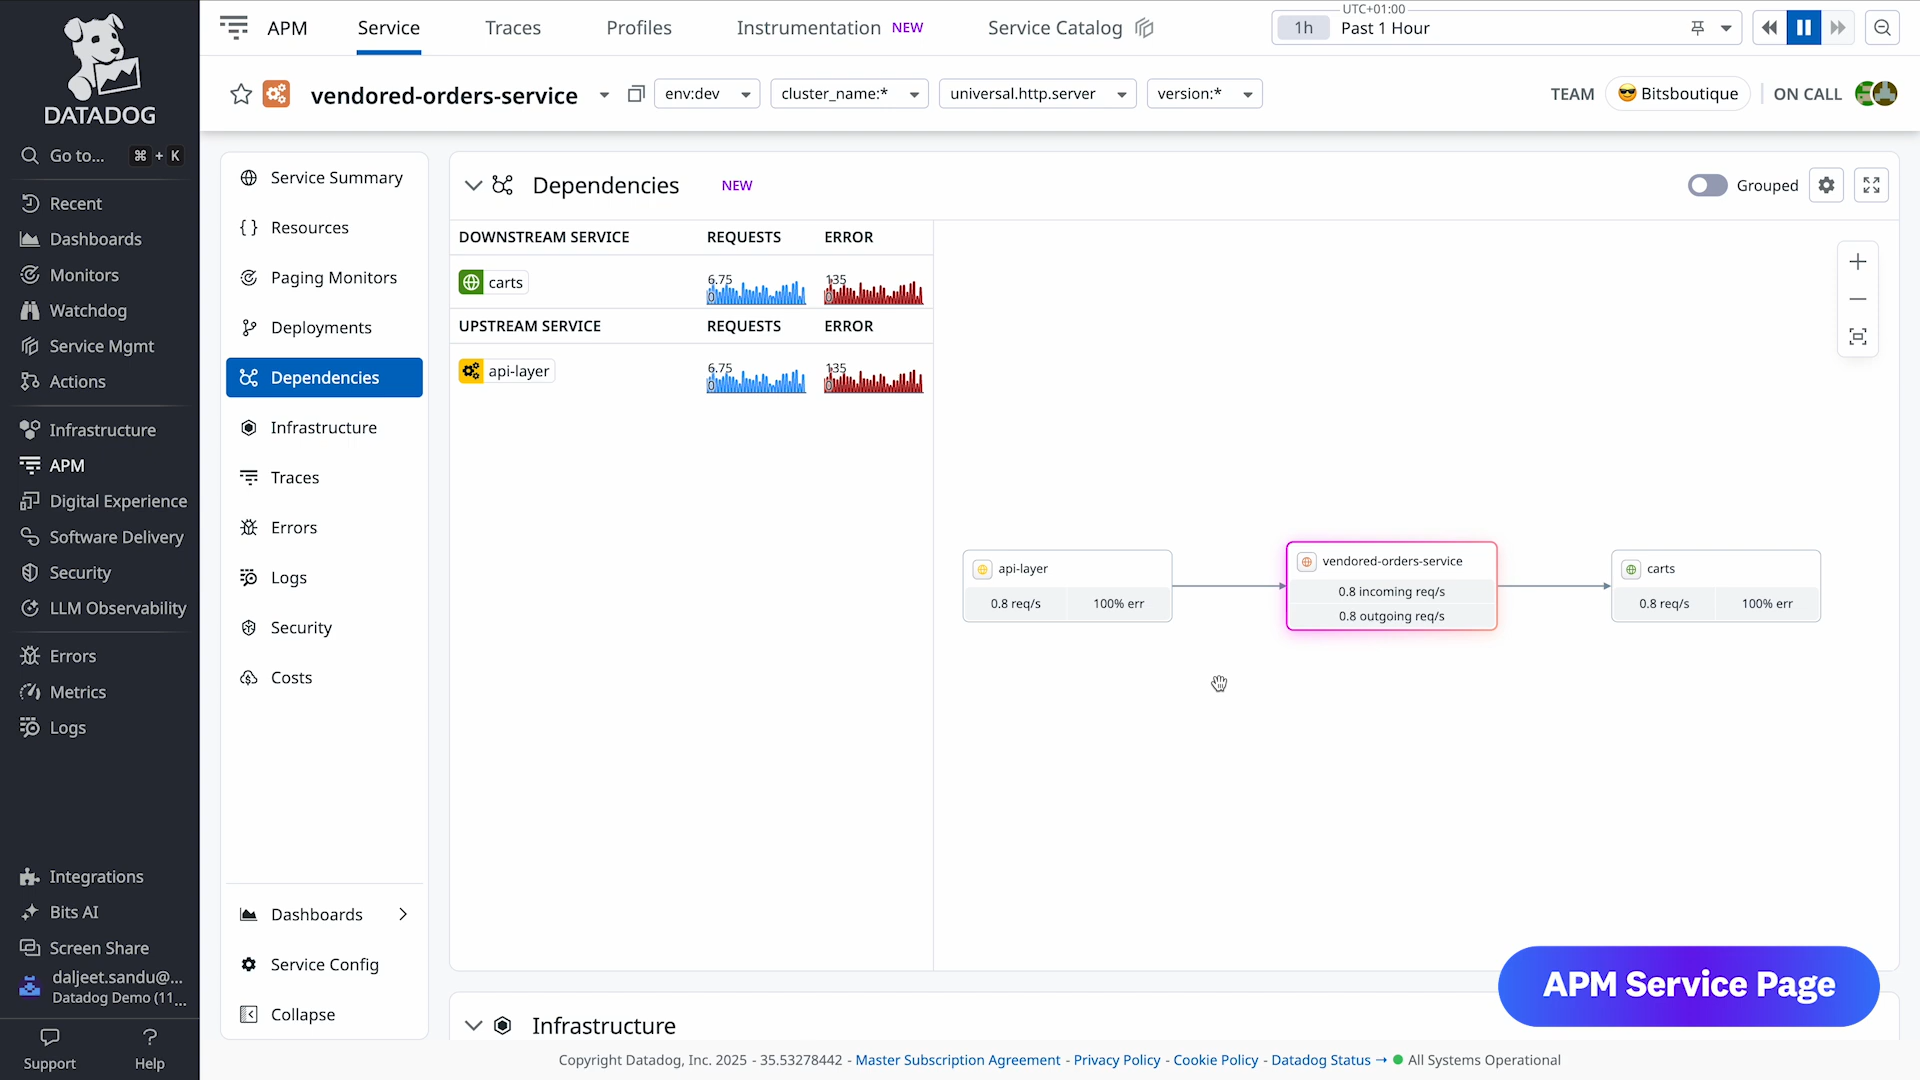 UTC+01:00
APM
Service
Traces
Profiles
Instrumentation NEW
Service Catalog
1h Past 1 Hour
DATADOG
vendored-orders-service
env:dev
cluster_name:*
universal.http.server
version:*
TEAM
Bitsboutique
ON CALL
Go to... ⌘ + K
Recent
Dashboards
Monitors
Watchdog
Service Mgmt
Actions
Infrastructure
APM
Digital Experience
Software Delivery
Security
LLM Observability
Errors
Metrics
Logs
Integrations
Bits AI
Screen Share
daljeet.sandu@...
Datadog Demo (11...
Support
Help
Service Summary
Resources
Paging Monitors
Deployments
Dependencies
Infrastructure
Traces
Errors
Logs
Security
Costs
Dashboards
Service Config
Collapse
Dependencies NEW
Grouped
DOWNSTREAM SERVICE REQUESTS ERROR
carts 6.75 0 135 0
UPSTREAM SERVICE REQUESTS ERROR
api-layer 6.75 0 135 0
api-layer
0.8 req/s 100% err
vendored-orders-service
0.8 incoming req/s
0.8 outgoing req/s
carts
0.8 req/s 100% err
APM Service Page
Infrastructure
Copyright Datadog, Inc. 2025 - 35.53278442 - Master Subscription Agreement - Privacy Policy - Cookie Policy - Datadog Status → All Systems Operational